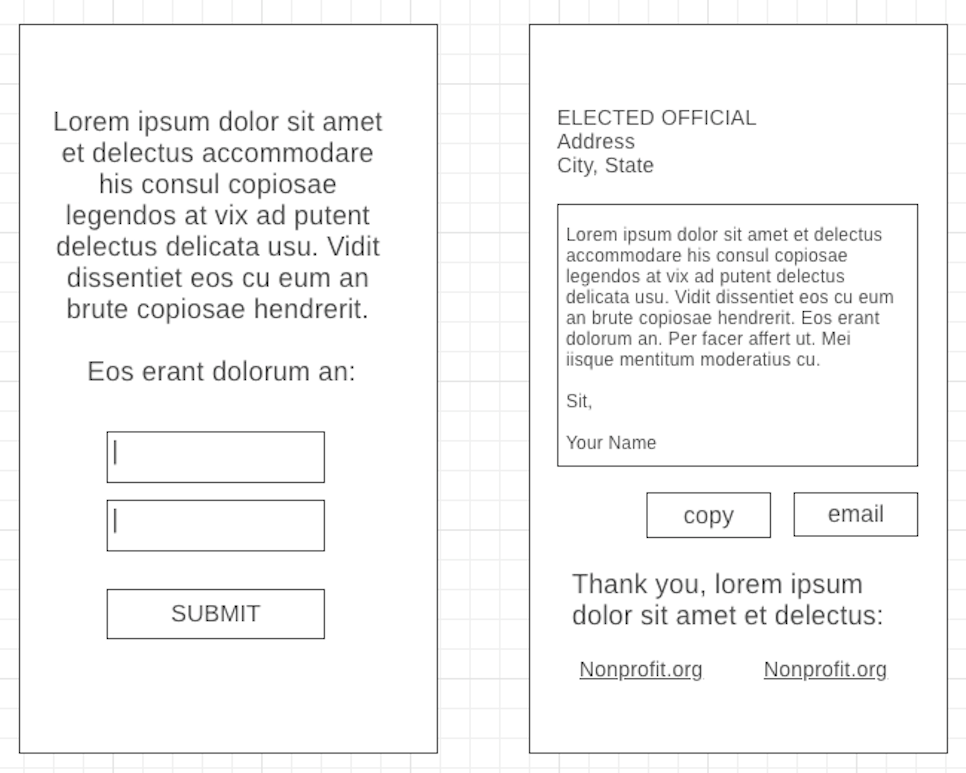 Lorem ipsum dolor sit amet
et delectus accommodare
his consul copiosae
legendos at vix ad putent
delectus delicata usu. Vidit
dissentiet eos cu eum an
brute copiosae hendrerit.
Eos erant dolorum an:
SUBMIT
ELECTED OFFICIAL
Address
City, State
Lorem ipsum dolor sit amet et delectus
accommodare his consul copiosae
legendos at vix ad putent delectus
delicata usu. Vidit dissentiet eos cu eum
an brute copiosae hendrerit. Eos erant
dolorum an. Per facer affert ut. Mei
iisque mentitum moderatius cu.
Sit,
Your Name
copy
email
Thank you, lorem ipsum
dolor sit amet et delectus:
Nonprofit.org
Nonprofit.org